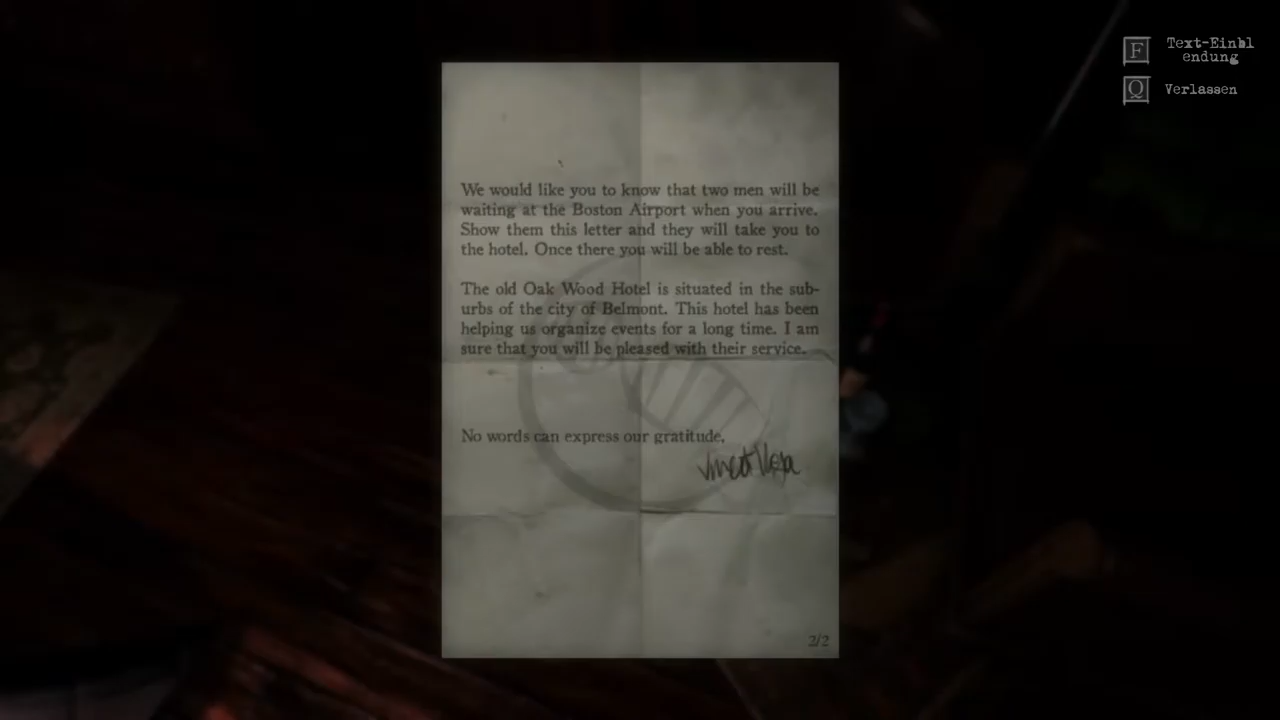 F Text-Einbl
endung
Q Verlassen
We would like you to know that two men will be
waiting at the Boston Airport when you arrive.
Show them this letter and they will take you to
the hotel. Once there you will be able to rest.
The old Oak Wood Hotel is situated in the sub-
urbs of the city of Belmont. This hotel has been
helping us organize events for a long time. I am
sure that you will be pleased with their service.
No words can express our gratitude.
2/2